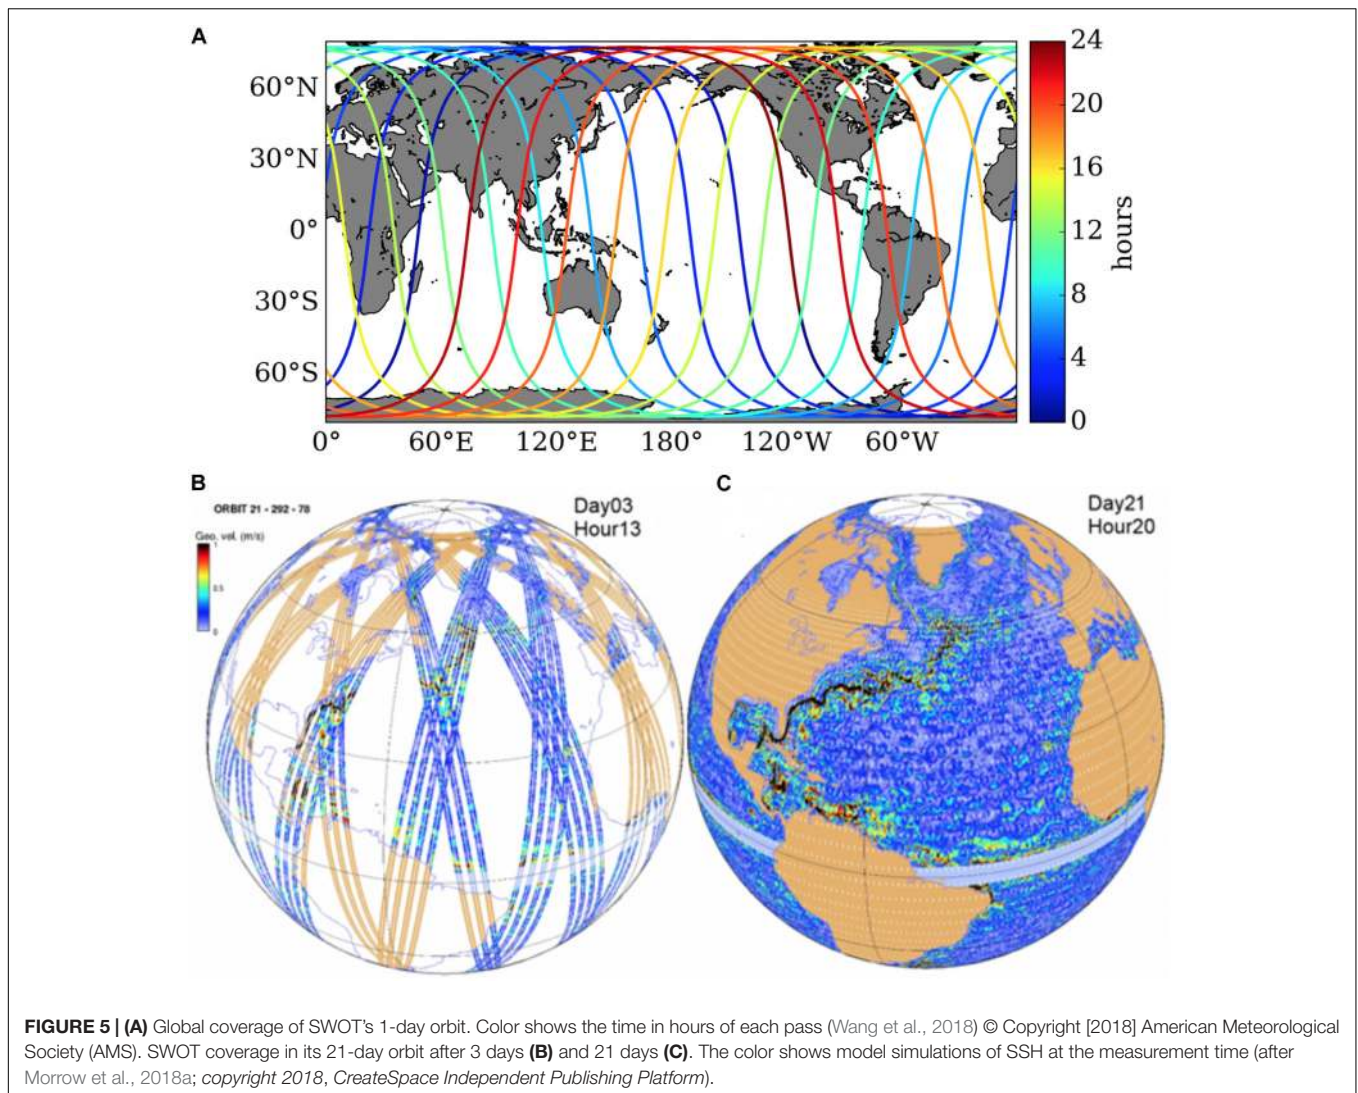 A
60°N
30°N
0°
30°S
60°S
0° 60°E 120°E 180° 120°W 60°W
24
20
16
12
8
4
0
hours
B
ORBIT 21 - 292 - 78
Geo. vel. (m/s)
1
0.5
0
Day03
Hour13
C
Day21
Hour20
FIGURE 5 | (A) Global coverage of SWOT's 1-day orbit. Color shows the time in hours of each pass (Wang et al., 2018) © Copyright [2018] American Meteorological
Society (AMS). SWOT coverage in its 21-day orbit after 3 days (B) and 21 days (C). The color shows model simulations of SSH at the measurement time (after
Morrow et al., 2018a; copyright 2018, CreateSpace Independent Publishing Platform).